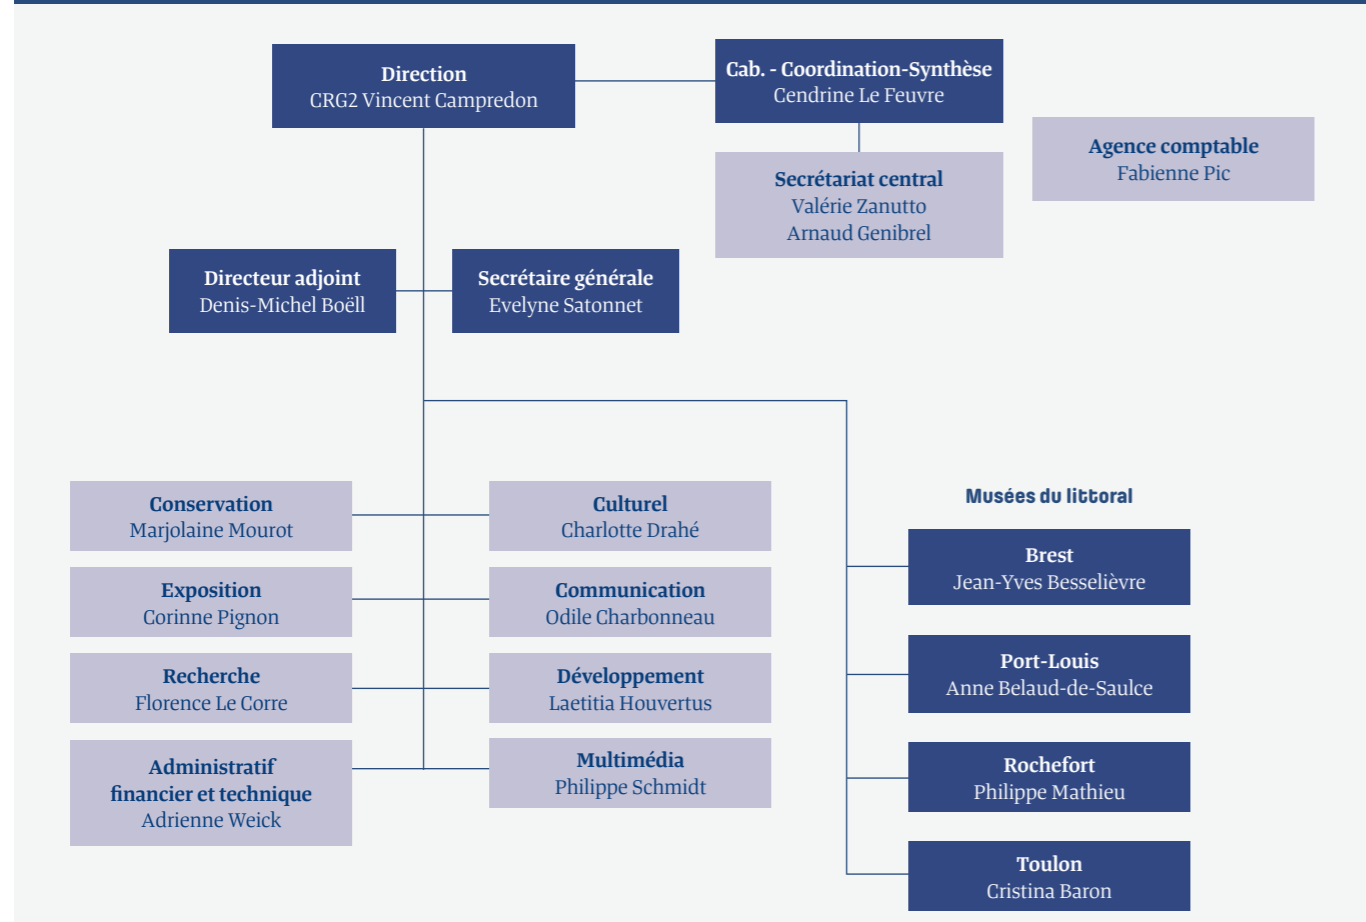 Direction
CRG2 Vincent Campredon
Cab. - Coordination-Synthèse
Cendrine Le Feuvre
Agence comptable
Fabienne Pic
Secrétariat central
Valérie Zanutto
Arnaud Genibrel
Directeur adjoint
Denis-Michel Boëll
Secrétaire générale
Evelyne Satonnet
Conservation
Marjolaine Mourot
Culturel
Charlotte Drahé
Exposition
Corinne Pignon
Communication
Odile Charbonneau
Recherche
Florence Le Corre
Développement
Laetitia Houvertus
Administratif
financier et technique
Adrienne Weick
Multimédia
Philippe Schmidt
Musées du littoral
Brest
Jean-Yves Besselièvre
Port-Louis
Anne Belaud-de-Saulce
Rochefort
Philippe Mathieu
Toulon
Cristina Baron